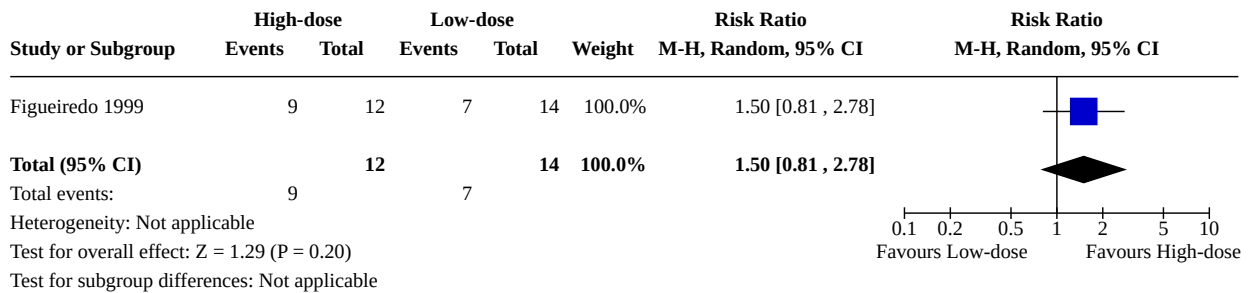 High-dose Low-dose Risk Ratio Risk Ratio
Study or Subgroup Events Total Events Total Weight M-H, Random, 95% CI M-H, Random, 95% CI
Figueiredo 1999 9 12 7 14 100.0% 1.50 [0.81 , 2.78]
Total (95% CI) 12 14 100.0% 1.50 [0.81 , 2.78]
Total events: 9 7
Heterogeneity: Not applicable
0.1 0.2 0.5 1 2 5 10
Test for overall effect: Z = 1.29 (P = 0.20) Favours Low-dose Favours High-dose
Test for subgroup differences: Not applicable